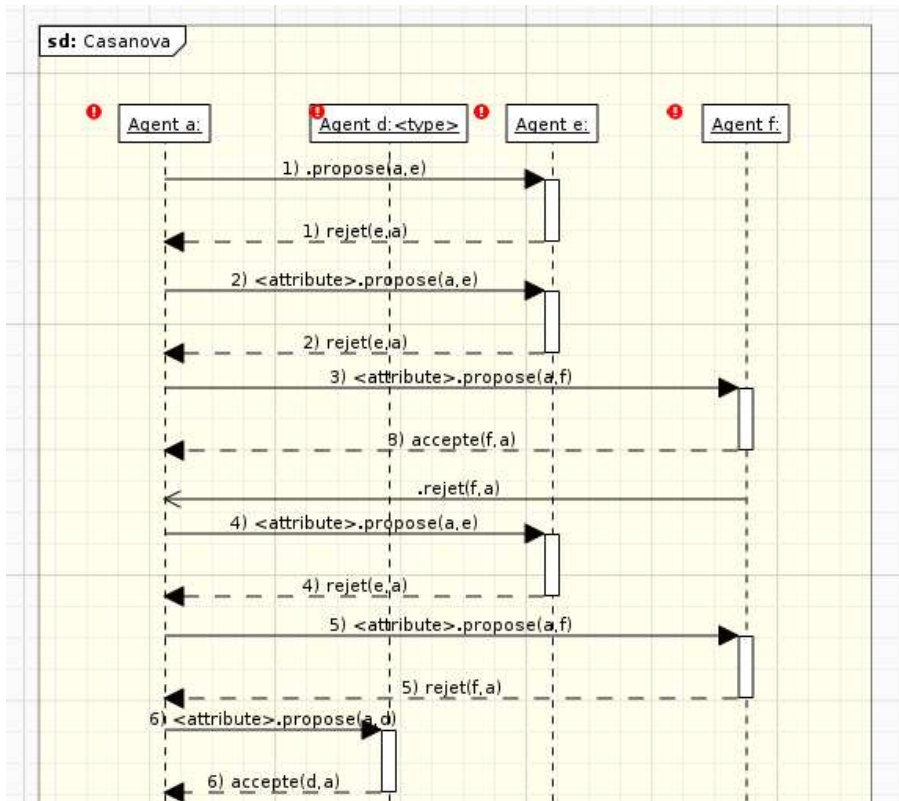 sd: Casanova
Agent a:
Agent d:<type>
Agent e:
Agent f:
1) .propose(a,e)
1) rejet(e,a)
2) <attribute>.propose(a,e)
2) rejet(e,a)
3) <attribute>.propose(a,f)
8) accepte(f,a)
.rejet(f,a)
4) <attribute>.propose(a,e)
4) rejet(e,a)
5) <attribute>.propose(a,f)
5) rejet(f,a)
6) <attribute>.propose(a,d)
6) accepte(d,a)